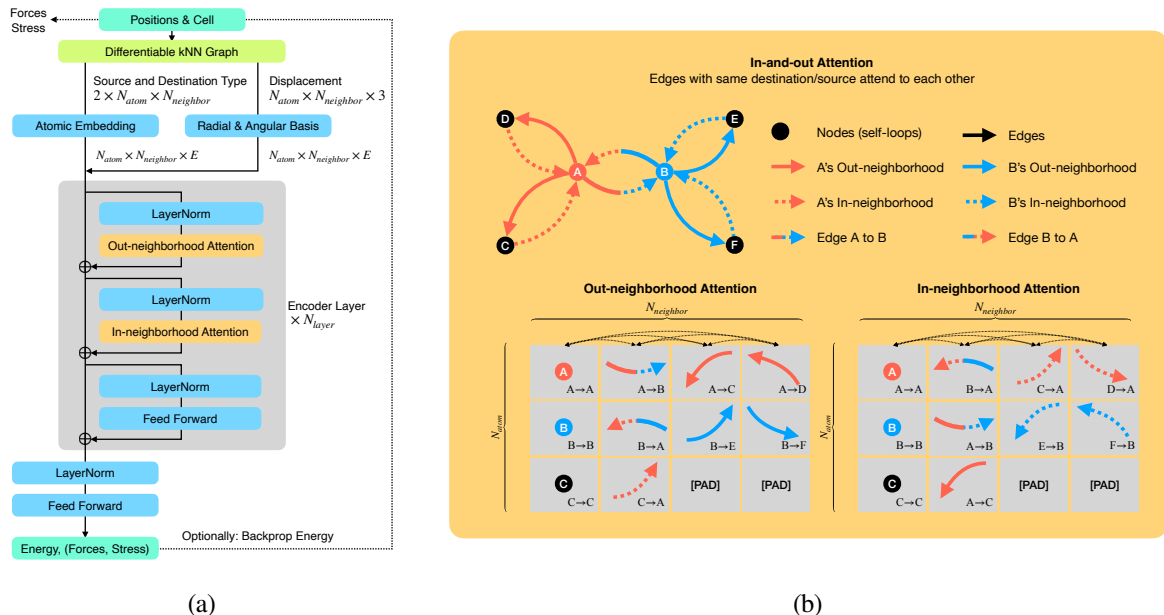 Forces
Stress
Positions & Cell
Differentiable kNN Graph
Source and Destination Type
2 × N_atom × N_neighbor
Displacement
N_atom × N_neighbor × 3
Atomic Embedding
Radial & Angular Basis
N_atom × N_neighbor × E
N_atom × N_neighbor × E
LayerNorm
Out-neighborhood Attention
LayerNorm
In-neighborhood Attention
Encoder Layer
× N_layer
LayerNorm
Feed Forward
LayerNorm
Feed Forward
Optionally: Backprop Energy
Energy, (Forces, Stress)
(a)
In-and-out Attention
Edges with same destination/source attend to each other
D
A
C
B
E
F
Nodes (self-loops)
Edges
A's Out-neighborhood
B's Out-neighborhood
A's In-neighborhood
B's In-neighborhood
Edge A to B
Edge B to A
Out-neighborhood Attention
N_neighbor
N_atom
A
A→A
A→B
A→C
A→D
B
B→B
B→A
B→E
B→F
C
C→C
C→A
[PAD]
[PAD]
In-neighborhood Attention
N_neighbor
N_atom
A
A→A
B→A
C→A
D→A
B
B→B
A→B
E→B
F→B
C
C→C
A→C
[PAD]
[PAD]
(b)